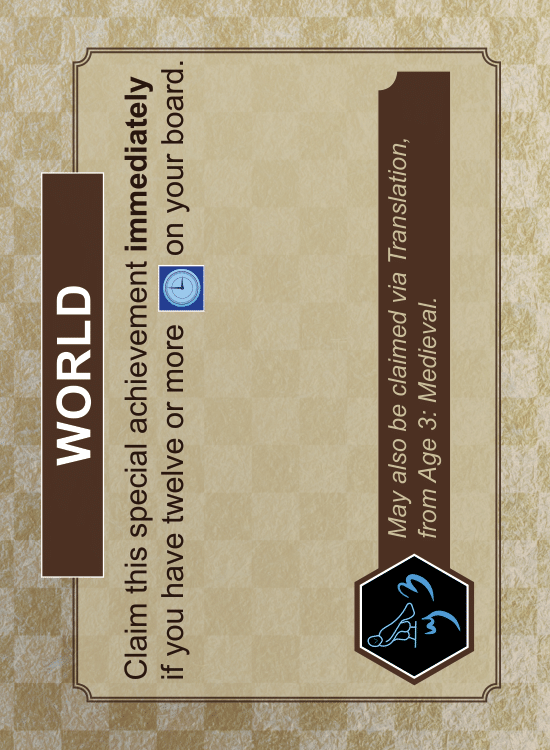 WORLD
Claim this special achievement immediately
if you have twelve or more on your board.
May also be claimed via Translation,
from Age 3: Medieval.